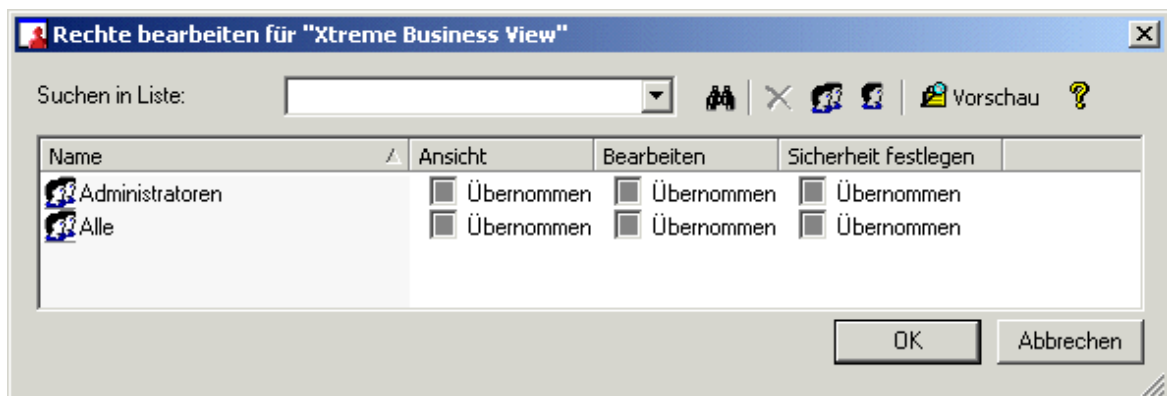 Rechte bearbeiten für "Xtreme Business View"
Suchen in Liste:
Vorschau
Name Ansicht Bearbeiten Sicherheit festlegen
Administratoren Übernommen Übernommen Übernommen
Alle Übernommen Übernommen Übernommen
OK Abbrechen